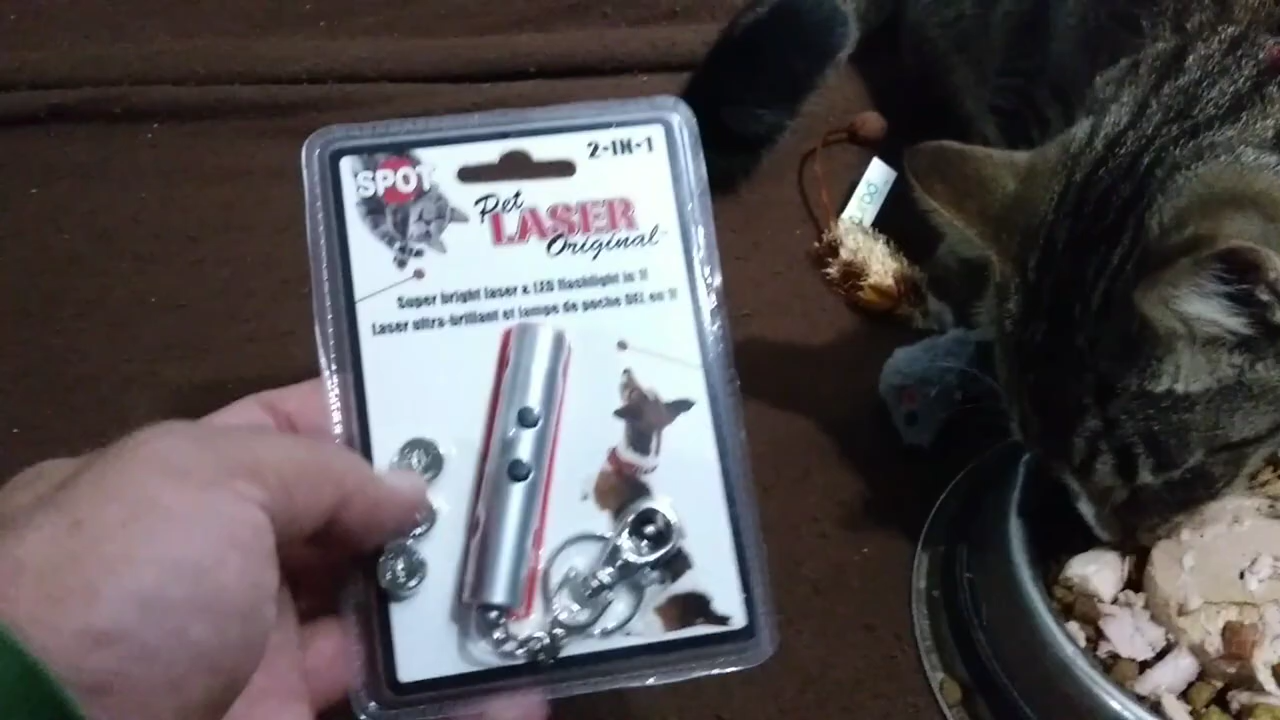 2-IN-1
SPOT
Pet
LASER
Original
Super bright laser & LED flashlight in 1!
Laser ultra-brillant et lampe de poche DEL en 1!